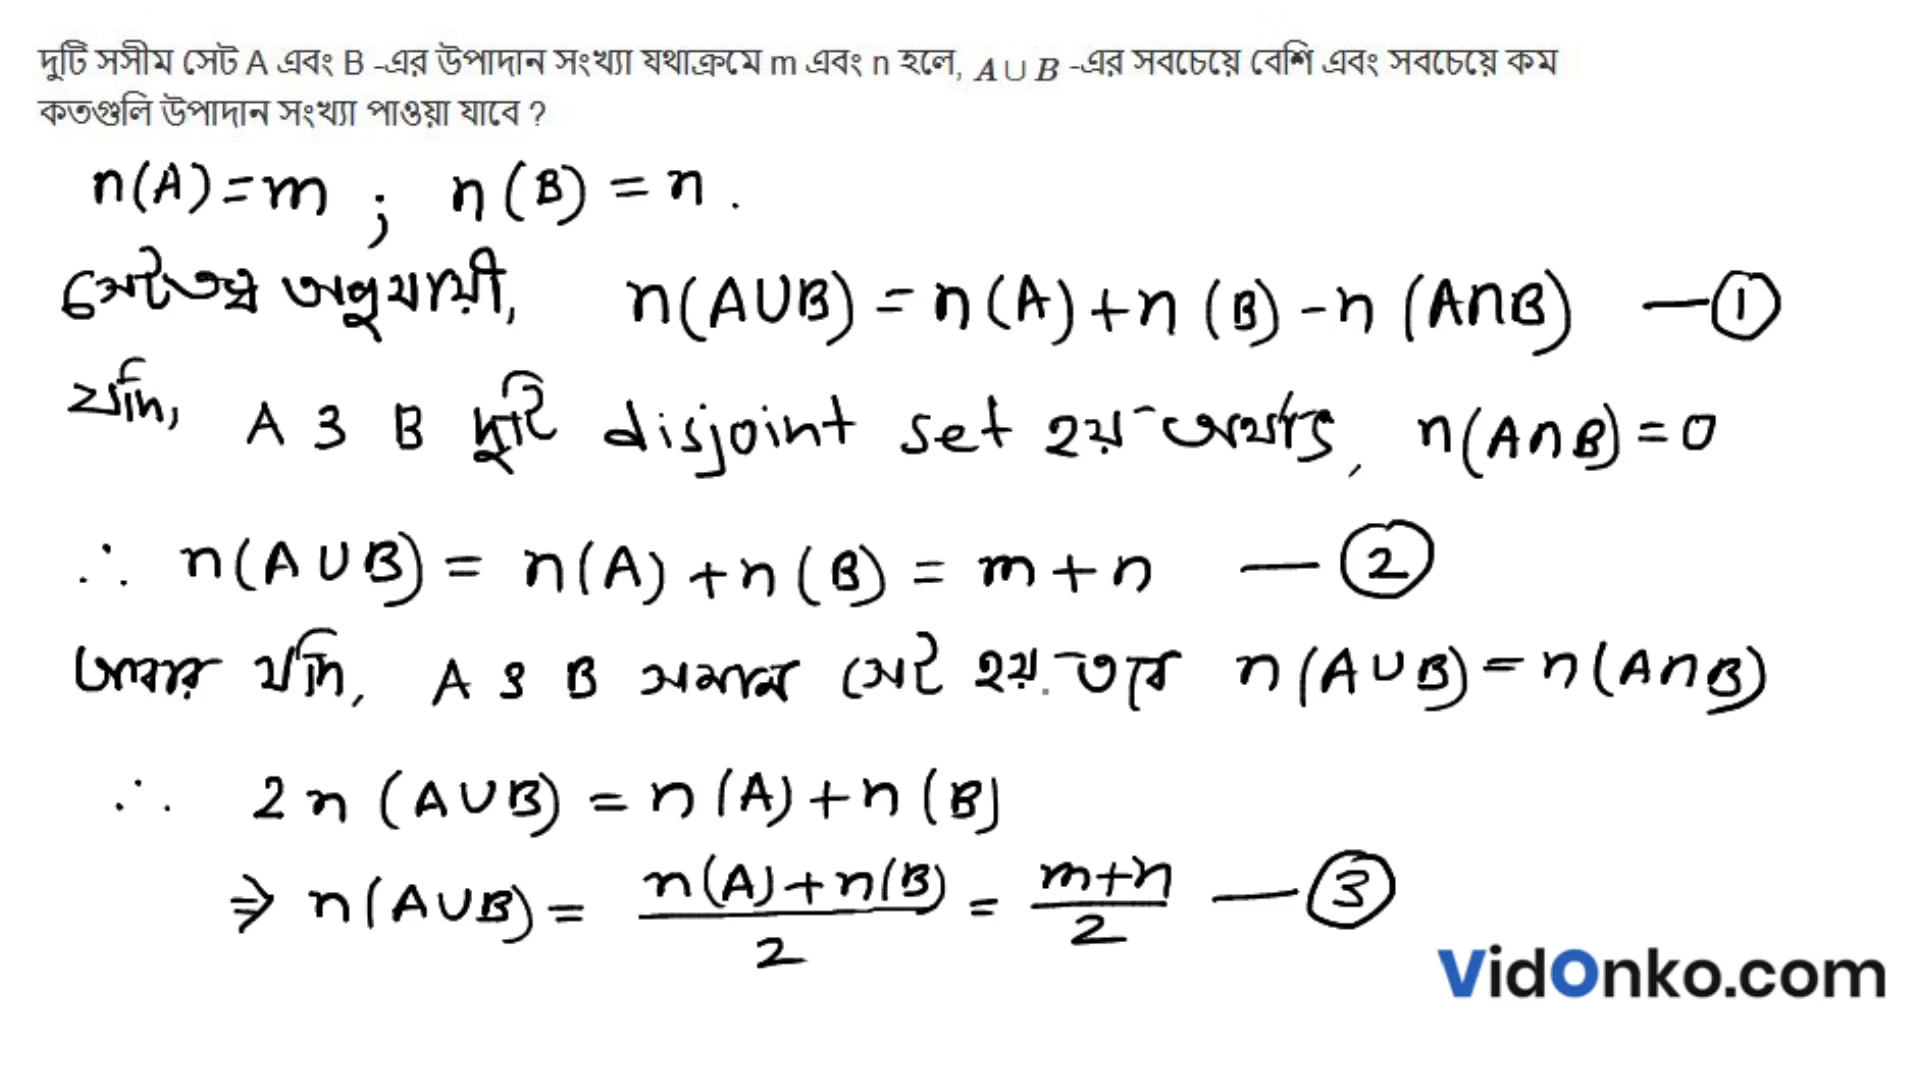 দুটি সসীম সেট A এবং B -এর উপাদান সংখ্যা যথাক্রমে m এবং n হলে, A∪B -এর সবচেয়ে বেশি এবং সবচেয়ে কম
কতগুলি উপাদান সংখ্যা পাওয়া যাবে ?
n(A)=m ; n(B)=n.
সেটতত্ত্ব অনুযায়ী, n(A∪B)=n(A)+n(B)-n(A∩B) —①
যদি, A ও B দুটি disjoint set হয় অর্থাৎ, n(A∩B)=0
∴ n(A∪B)= n(A)+n(B)= m+n —②
আবার যদি, A ও B সমান সেট হয় তবে n(A∪B)=n(A∩B)
∴ 2n(A∪B)=n(A)+n(B)
⇒ n(A∪B)= n(A)+n(B)/2 = m+n/2 —③
VidOnko.com